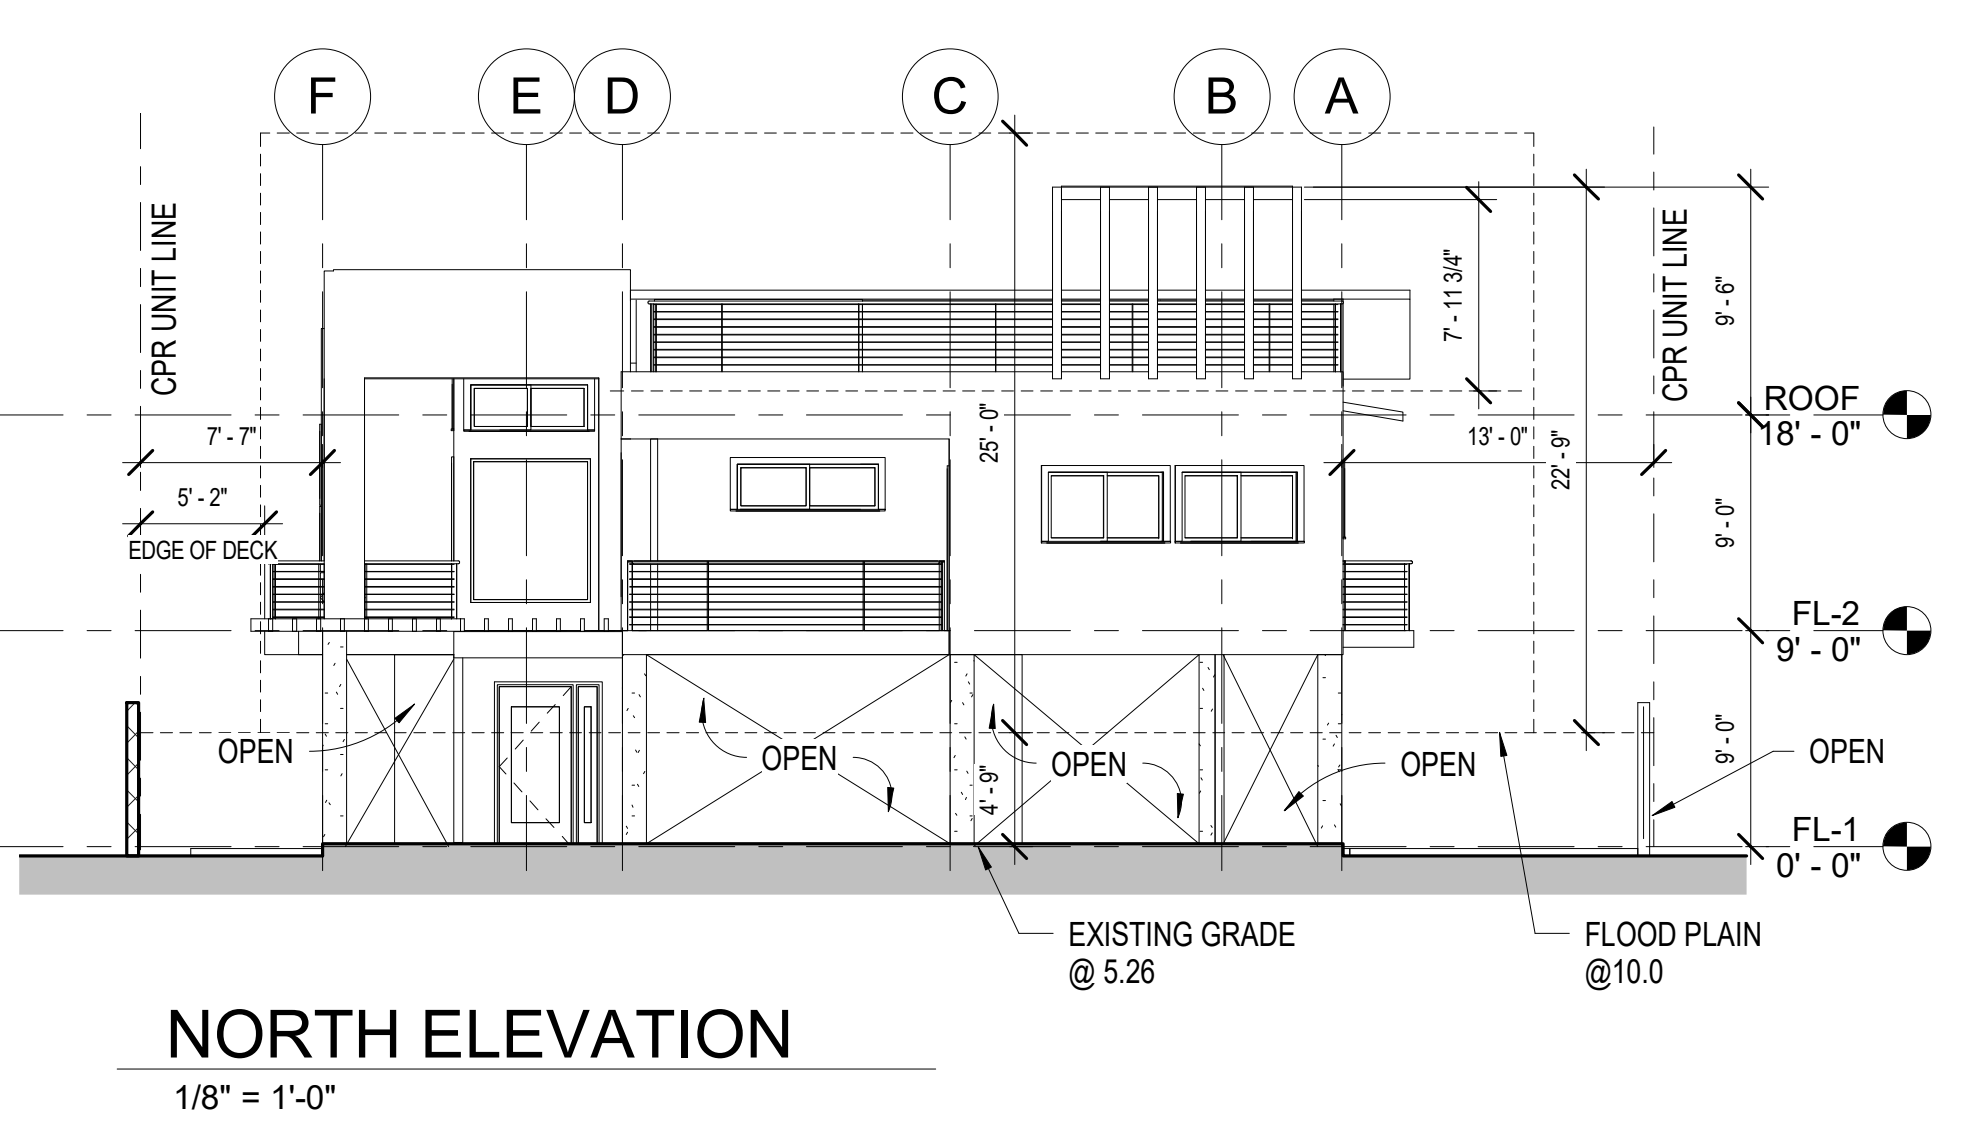 F E D C B A
CPR UNIT LINE
CPR UNIT LINE
9' - 6"
7' - 11 3/4"
ROOF
18' - 0"
7' - 7"
25' - 0"
13' - 0"
22' - 9"
5' - 2"
EDGE OF DECK
9' - 0"
FL-2
9' - 0"
OPEN
OPEN
OPEN
OPEN
OPEN
9' - 0"
4' - 9"
FL-1
0' - 0"
EXISTING GRADE
@ 5.26
FLOOD PLAIN
@10.0
NORTH ELEVATION
1/8" = 1'-0"